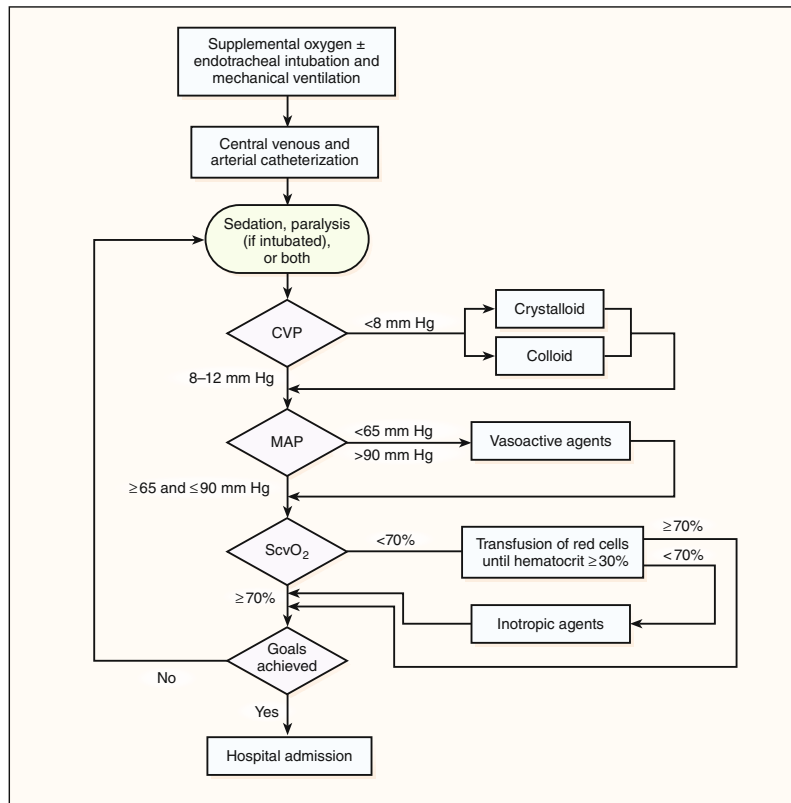 Supplemental oxygen ±
endotracheal intubation and
mechanical ventilation
Central venous and
arterial catheterization
Sedation, paralysis
(if intubated),
or both
CVP
<8 mm Hg
Crystalloid
Colloid
8–12 mm Hg
MAP
<65 mm Hg
>90 mm Hg
Vasoactive agents
≥65 and ≤90 mm Hg
ScvO₂
<70%
Transfusion of red cells
until hematocrit ≥30%
≥70%
<70%
≥70%
Inotropic agents
Goals
achieved
No
Yes
Hospital admission